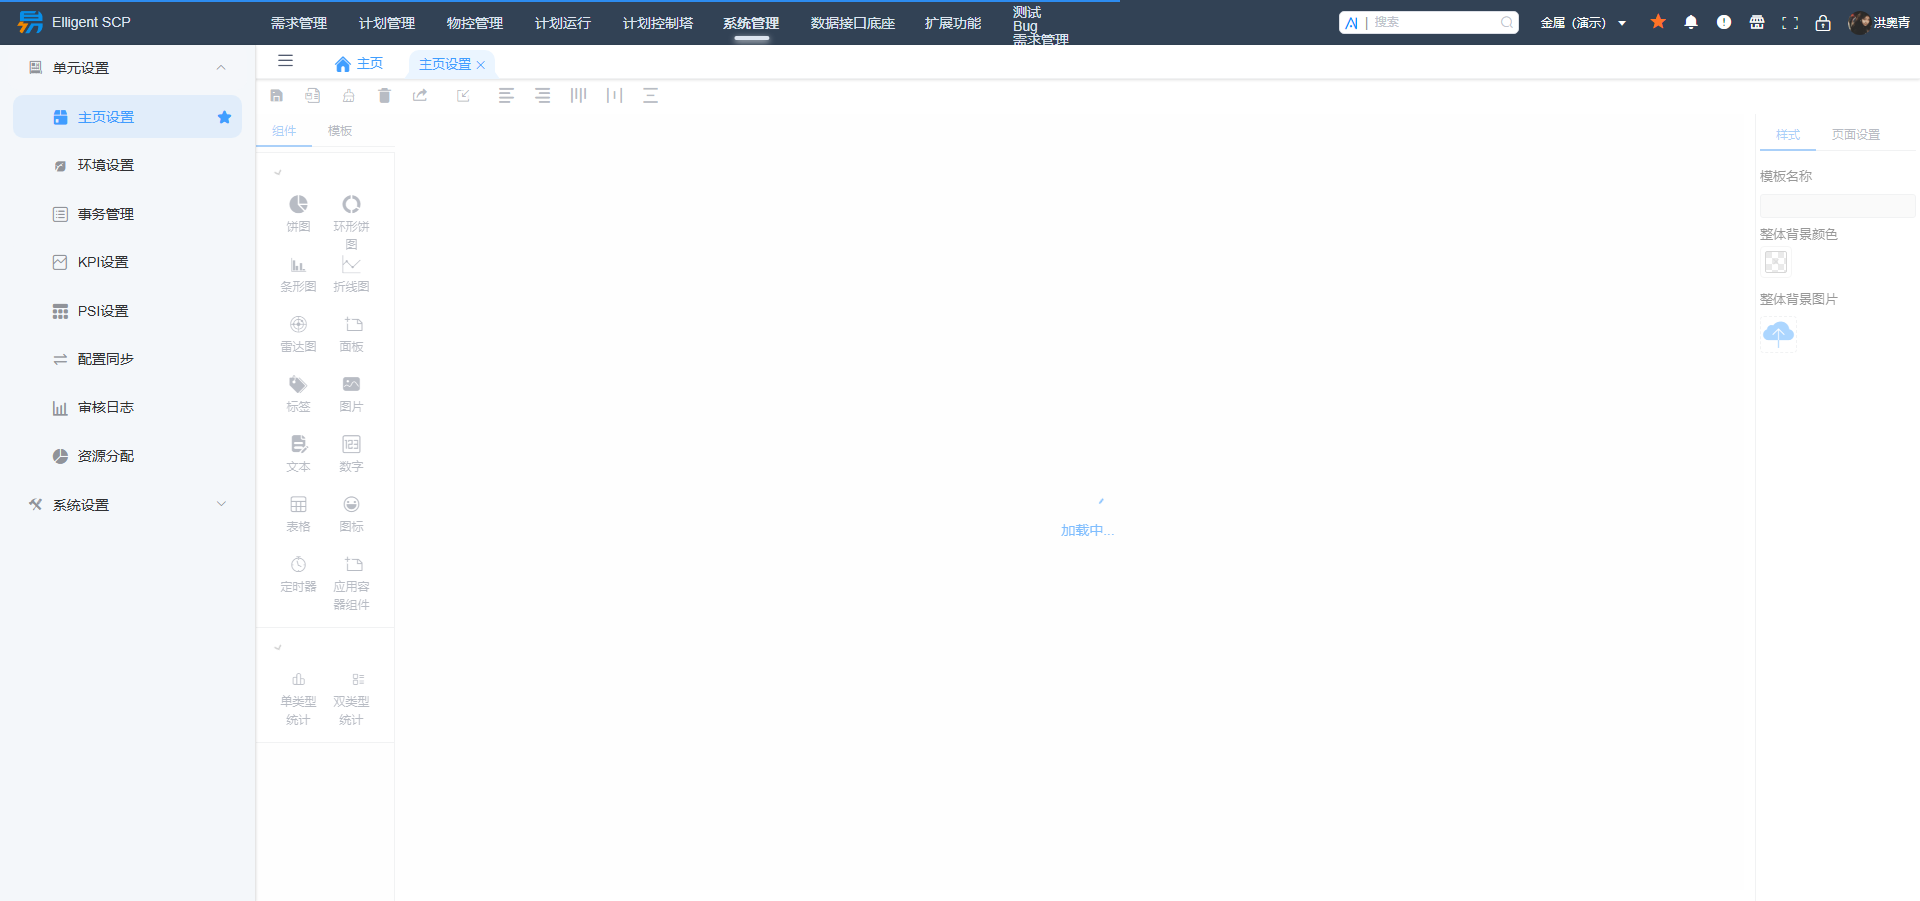 Elligent SCP
需求管理
计划管理
物控管理
计划运行
计划控制塔
系统管理
数据接口底座
扩展功能
测试
Bug
需求管理
AI | 搜索
金属（演示）
洪奥青
单元设置
主页设置
环境设置
事务管理
KPI设置
PSI设置
配置同步
审核日志
资源分配
系统设置
主页
主页设置
组件
模板
饼图
环形饼
图
条形图
折线图
雷达图
面板
标签
图片
文本
数字
表格
图标
定时器
应用容
器组件
单类型
统计
双类型
统计
加载中...
样式
页面设置
模板名称
整体背景颜色
整体背景图片